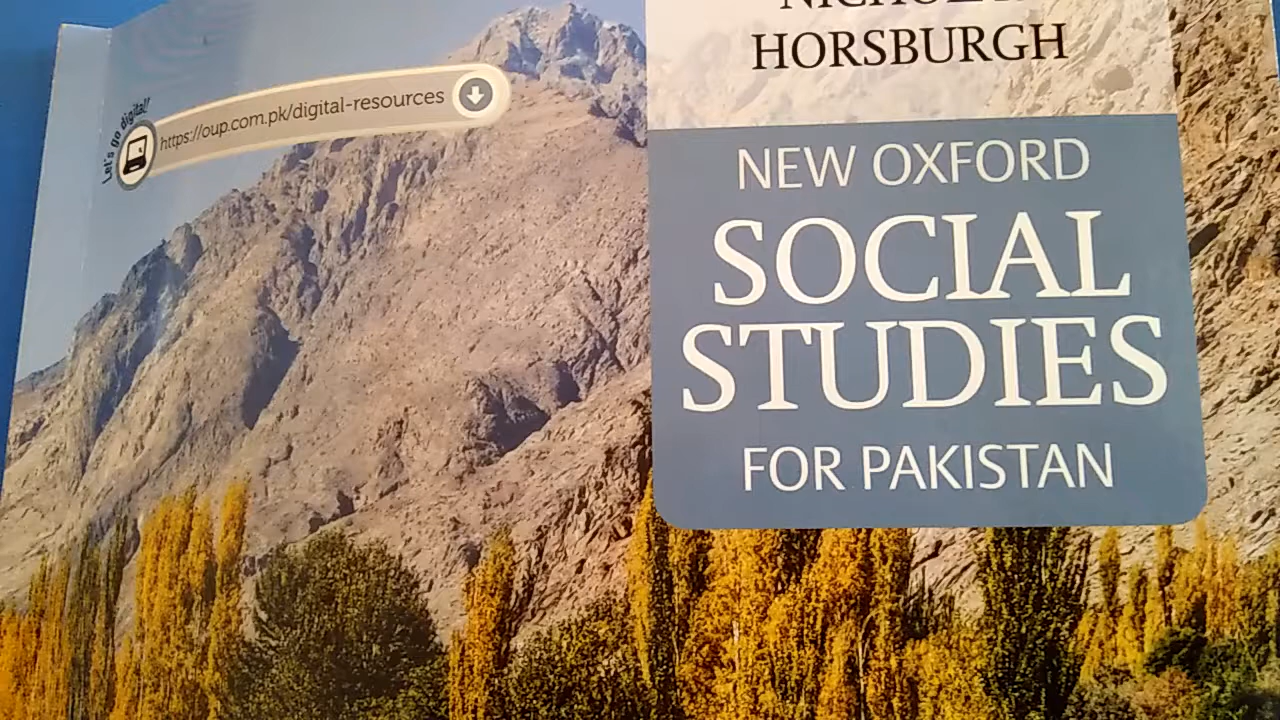 Let's go digital!
https://oup.com.pk/digital-resources
HORSBURGH
NEW OXFORD
SOCIAL
STUDIES
FOR PAKISTAN